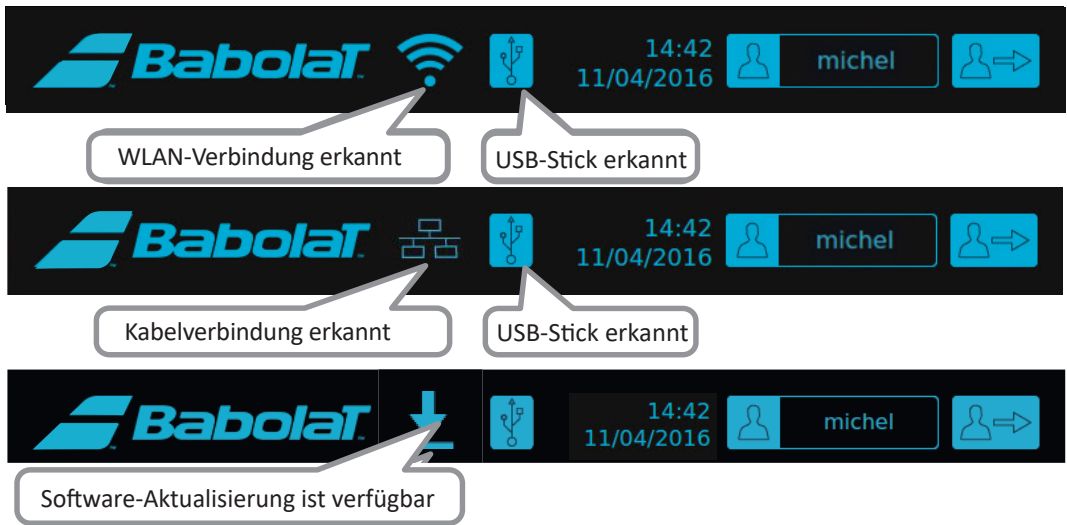 BabolaT
14:42
11/04/2016
michel
WLAN-Verbindung erkannt
USB-Stick erkannt
BabolaT
14:42
11/04/2016
michel
Kabelverbindung erkannt
USB-Stick erkannt
BabolaT
14:42
11/04/2016
michel
Software-Aktualisierung ist verfügbar